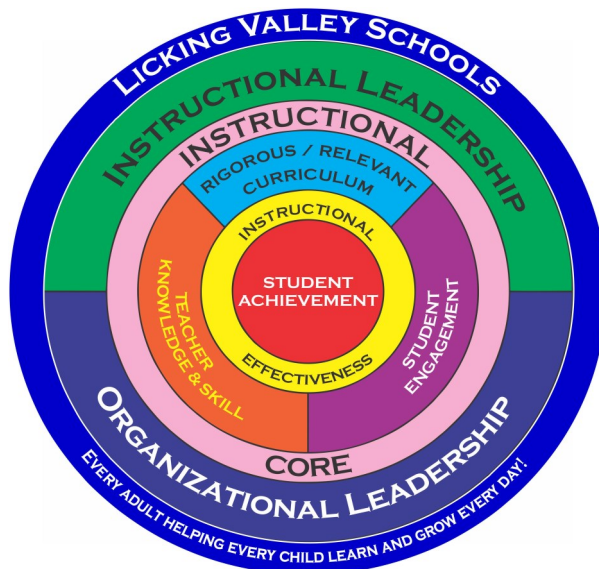 LICKING VALLEY SCHOOLS
INSTRUCTIONAL LEADERSHIP
INSTRUCTIONAL
RIGOROUS / RELEVANT
CURRICULUM
INSTRUCTIONAL
STUDENT
ACHIEVEMENT
EFFECTIVENESS
TEACHER
KNOWLEDGE & SKILL
STUDENT
ENGAGEMENT
CORE
ORGANIZATIONAL LEADERSHIP
EVERY ADULT HELPING EVERY CHILD LEARN AND GROW EVERY DAY!